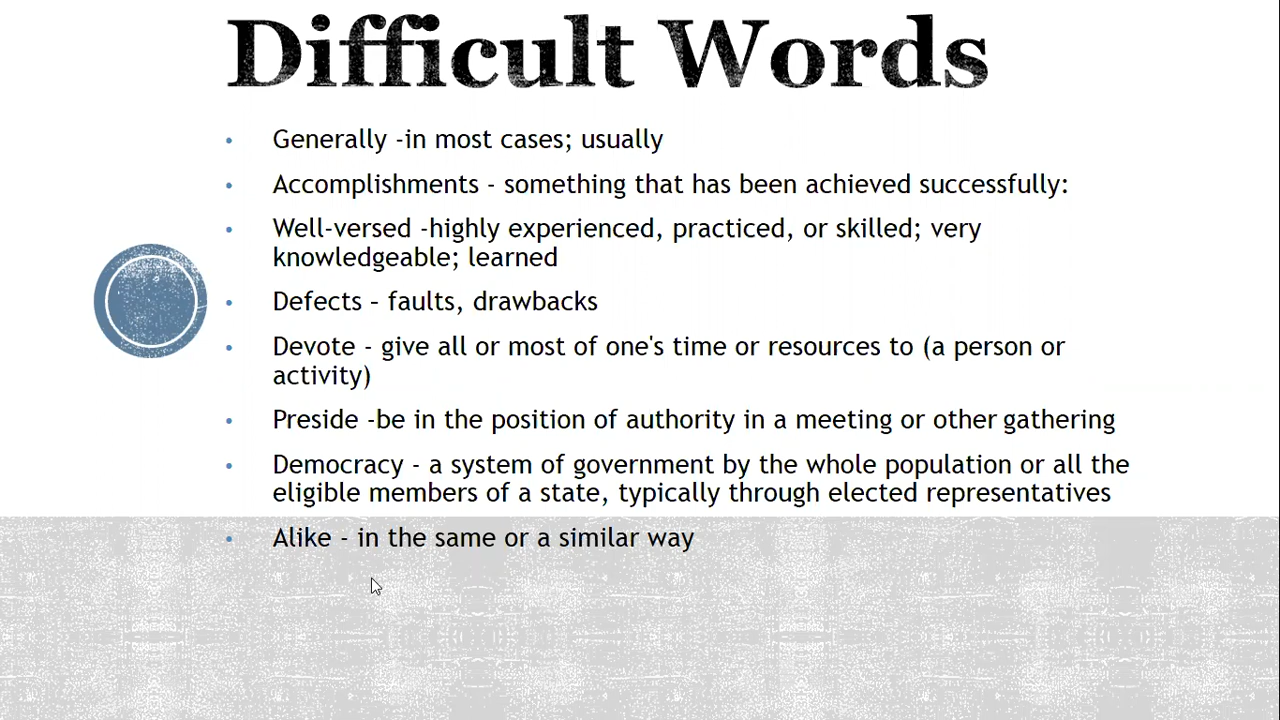 Difficult Words
• Generally -in most cases; usually
• Accomplishments - something that has been achieved successfully:
• Well-versed -highly experienced, practiced, or skilled; very
knowledgeable; learned
• Defects – faults, drawbacks
• Devote - give all or most of one's time or resources to (a person or
activity)
• Preside -be in the position of authority in a meeting or other gathering
• Democracy - a system of government by the whole population or all the
eligible members of a state, typically through elected representatives
• Alike - in the same or a similar way